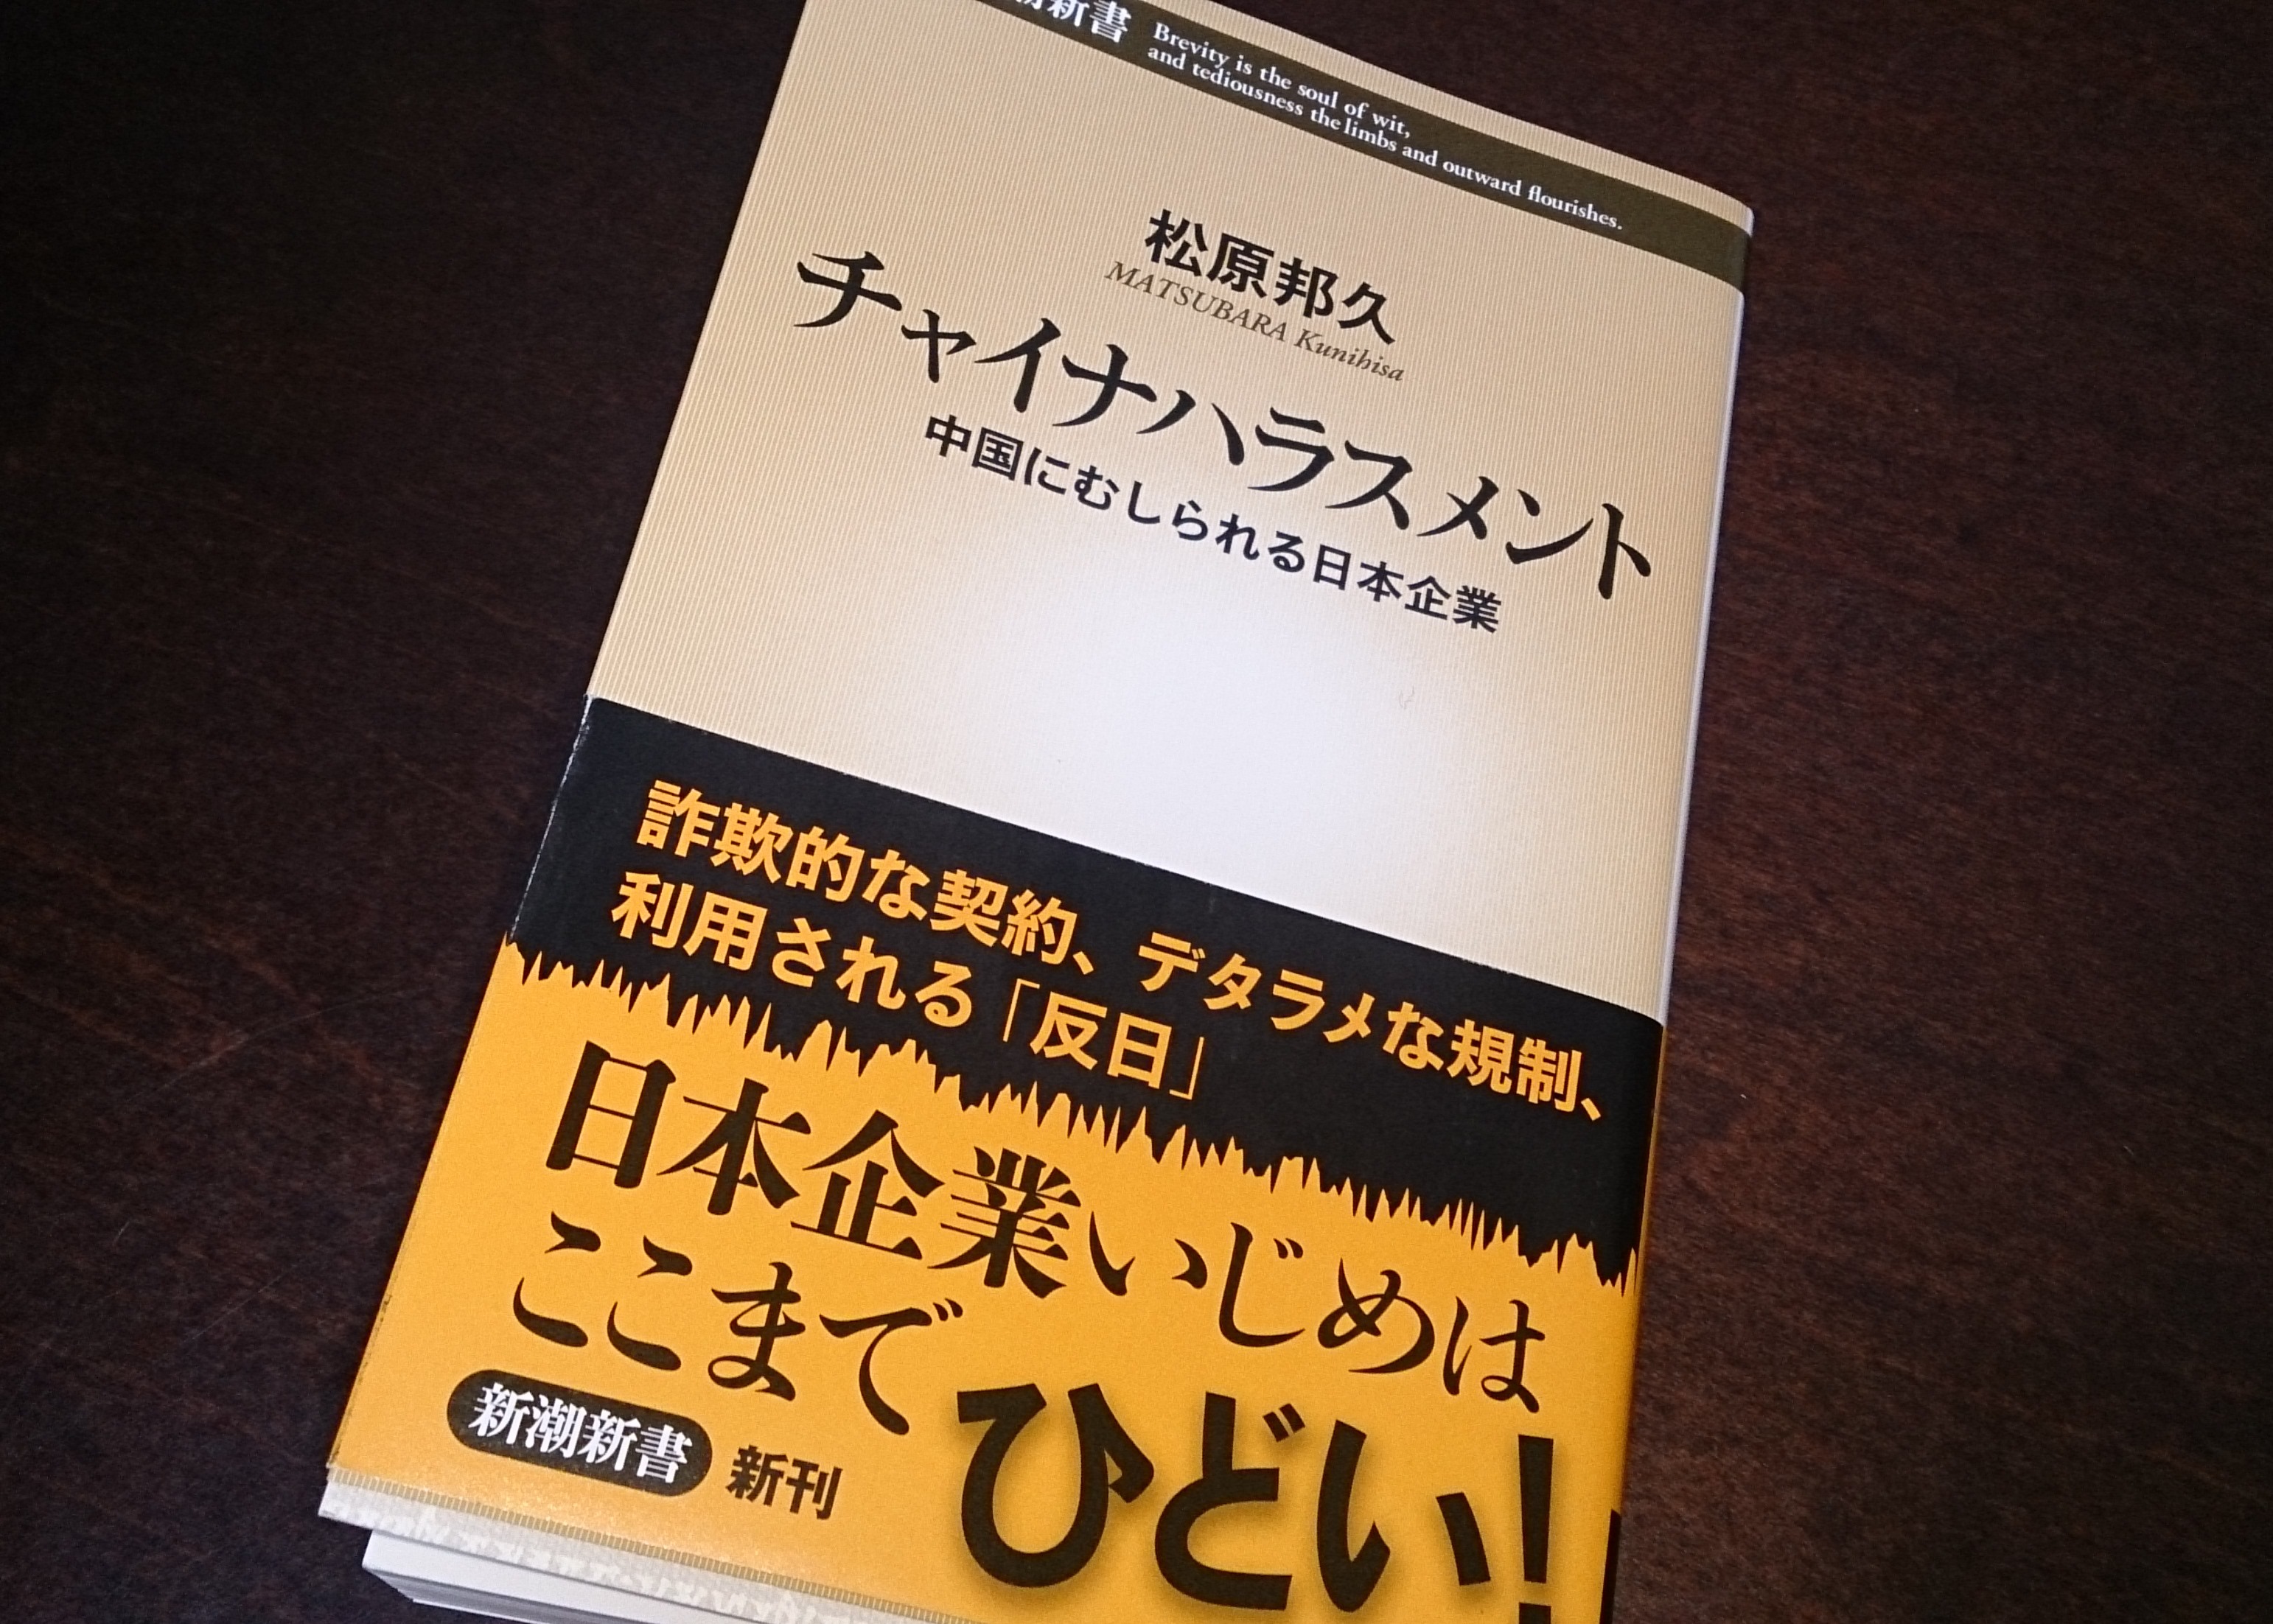 新書
Brevity is the soul of wit,
and tediousness the limbs and outward flourishes.
松原邦久
MATSUBARA Kunihisa
チャイナハラスメント
中国にむしられる日本企業
詐欺的な契約、デタラメな規制、
利用される「反日」
日本企業いじめは
ここまでひどい!
新潮新書 新刊